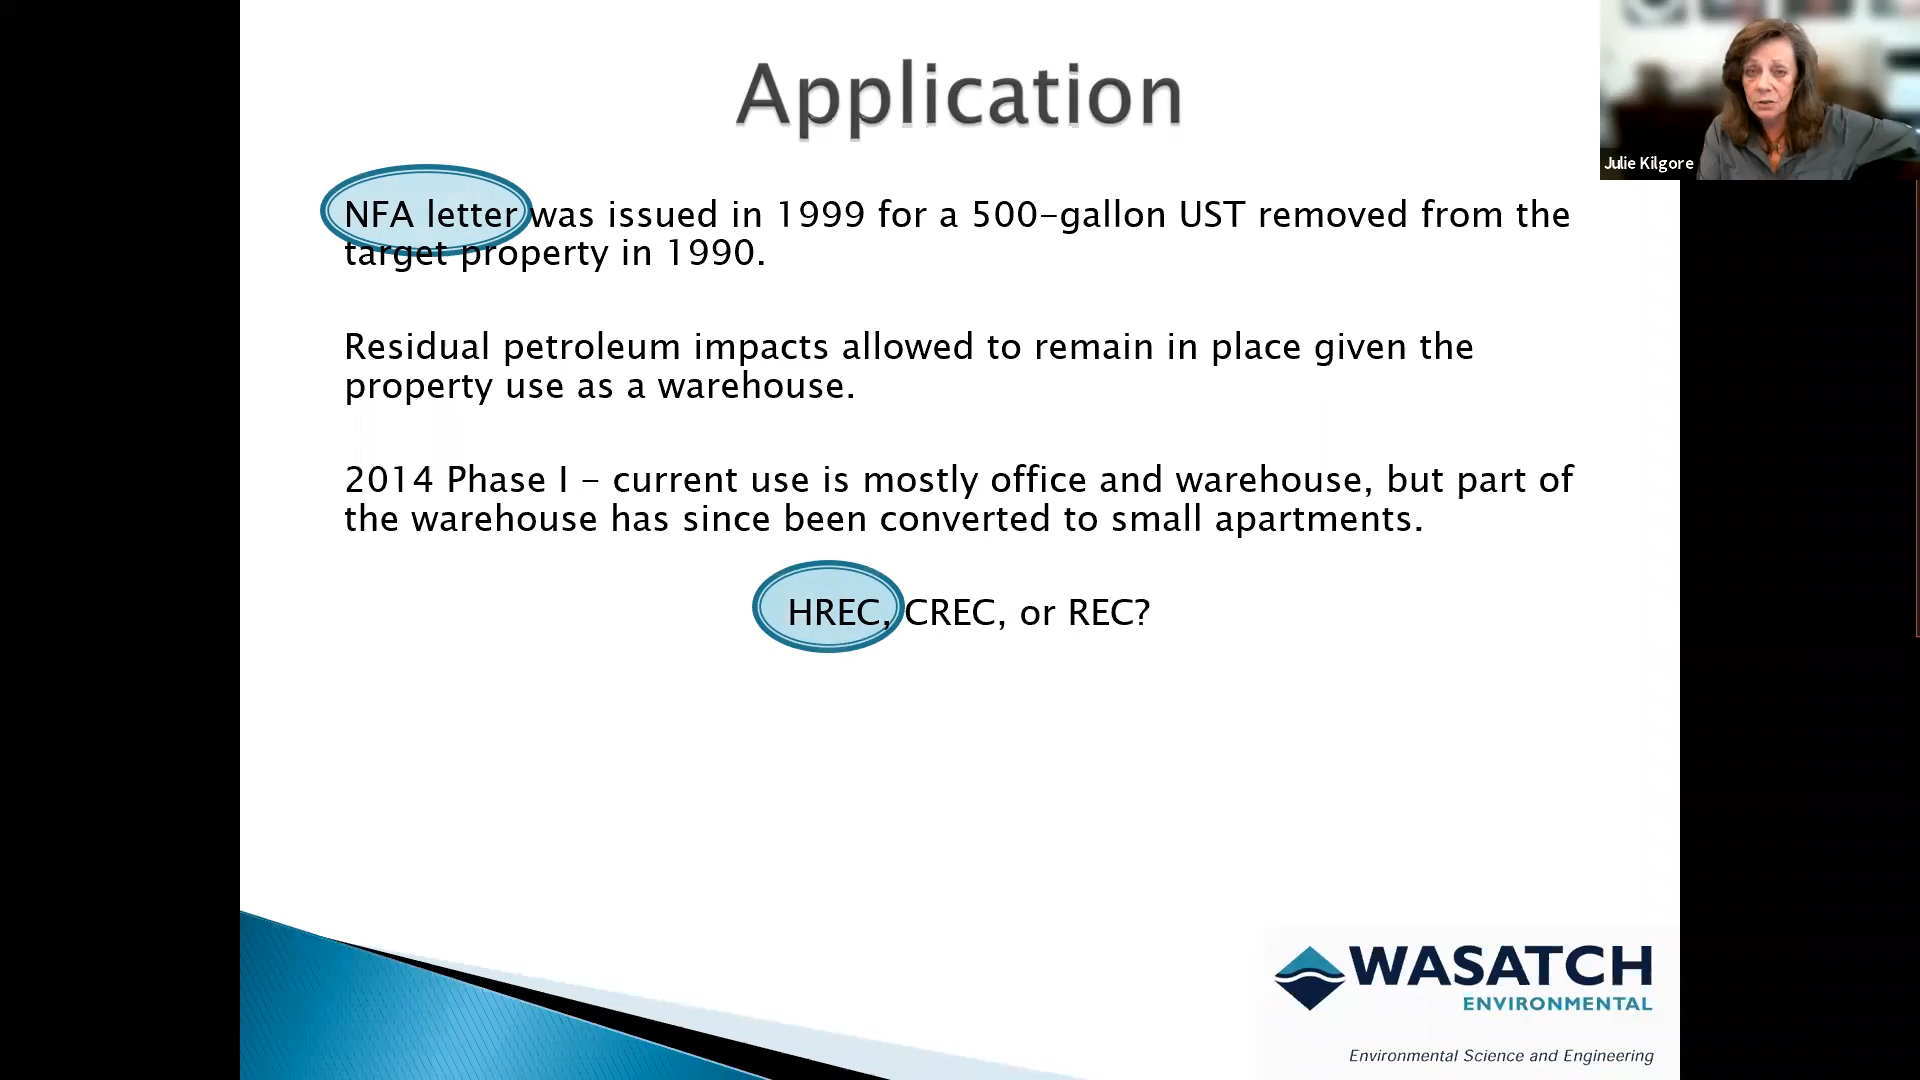 Application
Julie Kilgore
NFA letter was issued in 1999 for a 500-gallon UST removed from the
target property in 1990.
Residual petroleum impacts allowed to remain in place given the
property use as a warehouse.
2014 Phase I - current use is mostly office and warehouse, but part of
the warehouse has since been converted to small apartments.
HREC, CREC, or REC?
WASATCH
ENVIRONMENTAL
Environmental Science and Engineering